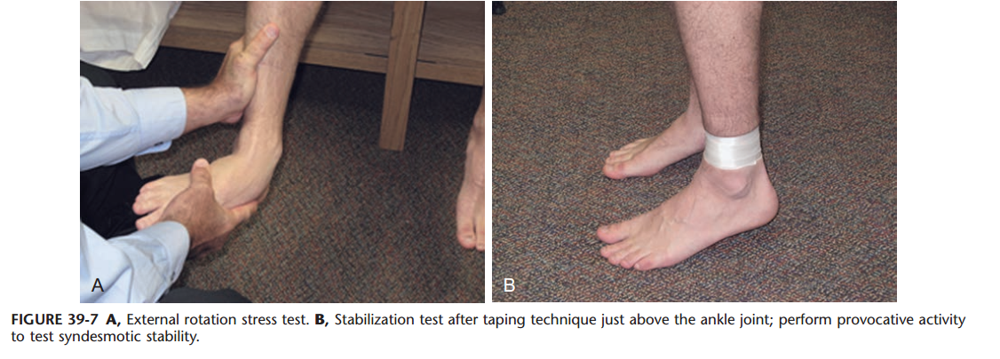 A
B
FIGURE 39-7 A, External rotation stress test. B, Stabilization test after taping technique just above the ankle joint; perform provocative activity
to test syndesmotic stability.